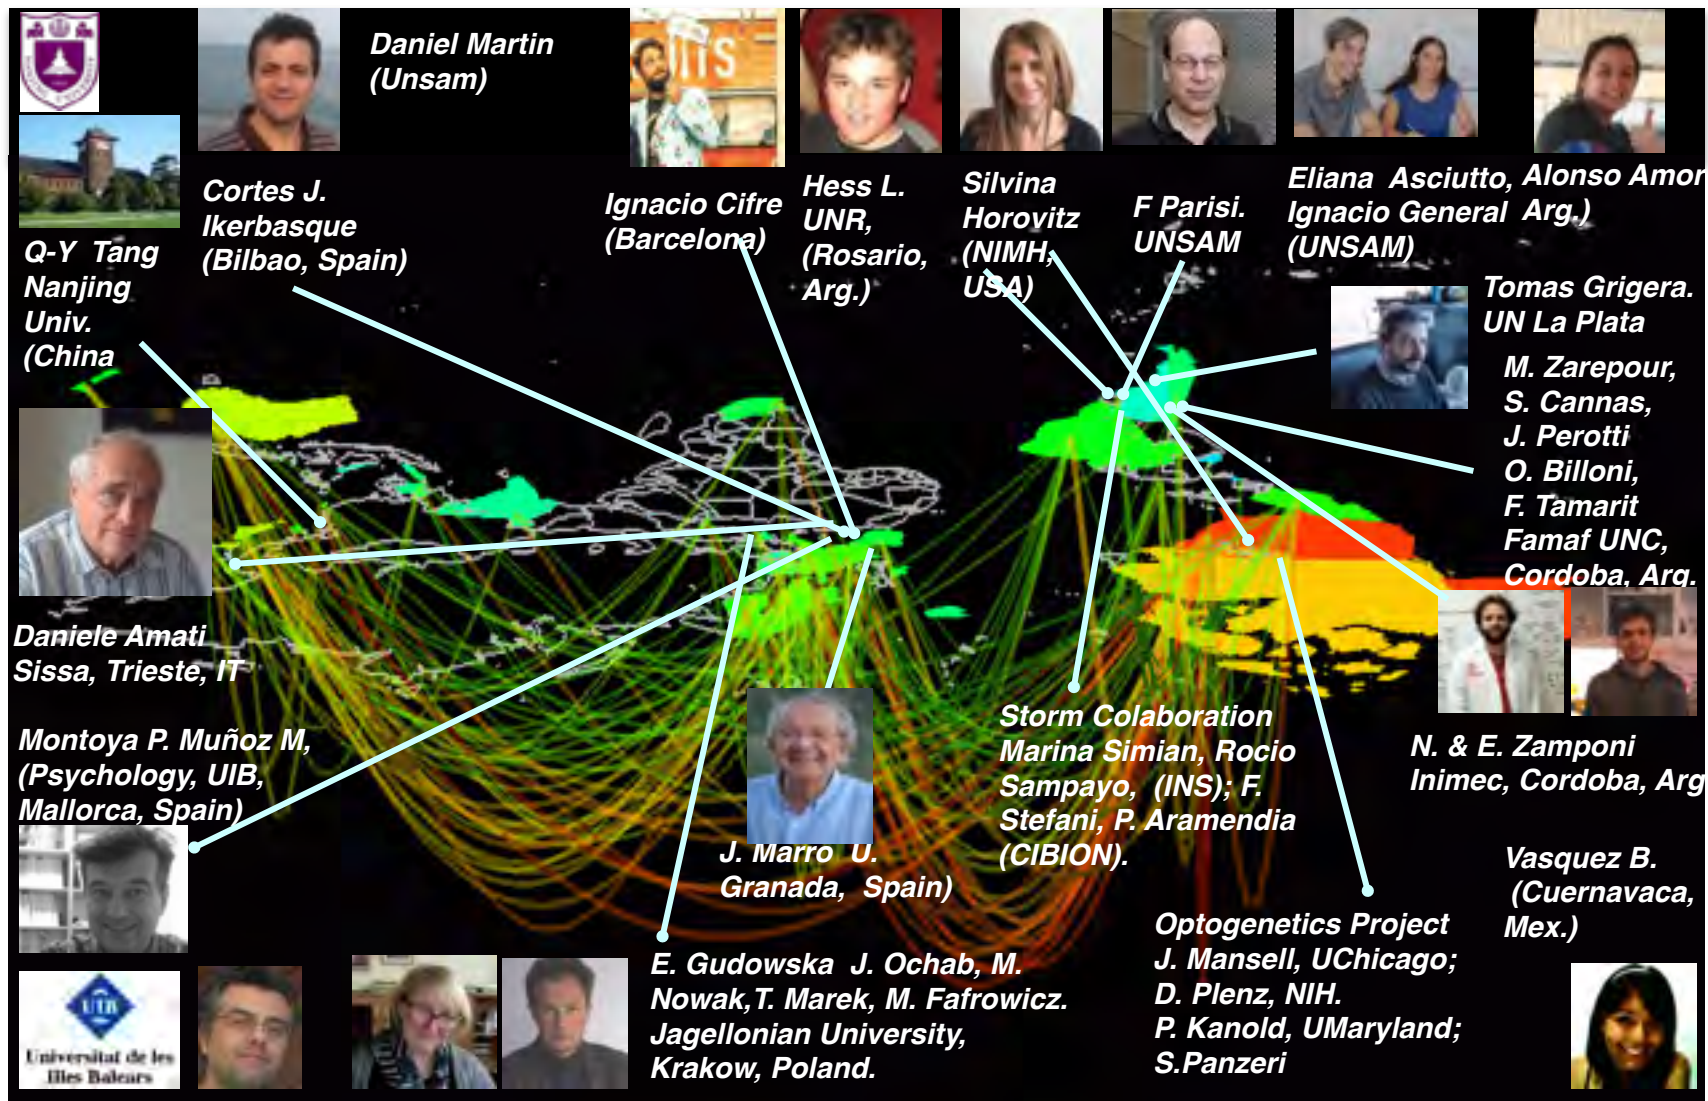 Daniel Martin
(Unsam)
Cortes J.
Ikerbasque
(Bilbao, Spain)
Ignacio Cifre
(Barcelona)
Hess L.
UNR,
(Rosario,
Arg.)
Silvina
Horovitz
(NIMH,
USA)
F Parisi.
UNSAM
Eliana Asciutto,
Ignacio General
(UNSAM)
Alonso Amor
Arg.)
Q-Y Tang
Nanjing
Univ.
(China
Tomas Grigera.
UN La Plata
M. Zarepour,
S. Cannas,
J. Perotti
O. Billoni,
F. Tamarit
Famaf UNC,
Cordoba, Arg.
Daniele Amati
Sissa, Trieste, IT
Montoya P. Muñoz M,
(Psychology, UIB,
Mallorca, Spain)
J. Marro U.
Granada, Spain)
Storm Colaboration
Marina Simian, Rocio
Sampayo, (INS); F.
Stefani, P. Aramendia
(CIBION).
N. & E. Zamponi
Inimec, Cordoba, Arg
Vasquez B.
(Cuernavaca,
Mex.)
E. Gudowska J. Ochab, M.
Nowak,T. Marek, M. Fafrowicz.
Jagellonian University,
Krakow, Poland.
Optogenetics Project
J. Mansell, UChicago;
D. Plenz, NIH.
P. Kanold, UMaryland;
S.Panzeri
UIB
Universitat de les
Illes Balears